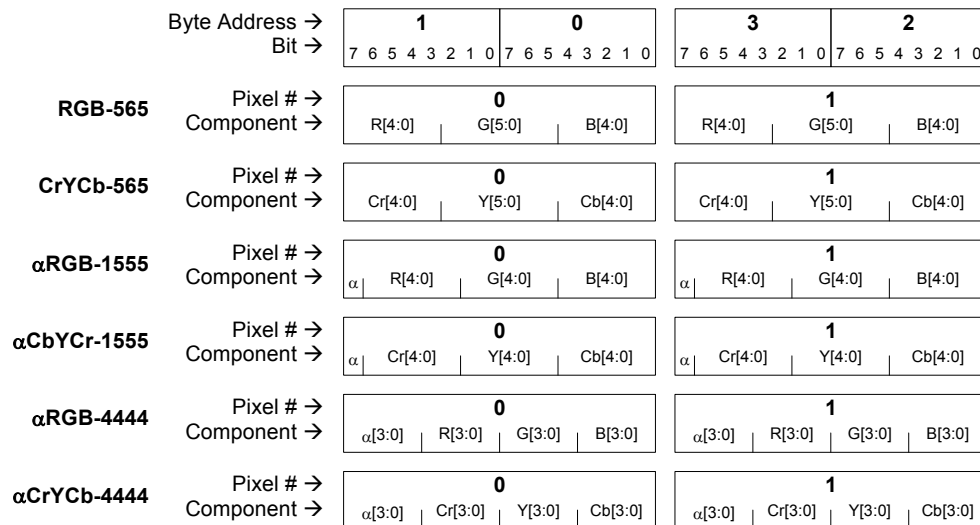 Byte Address → 1 0 3 2
Bit → 7 6 5 4 3 2 1 0 7 6 5 4 3 2 1 0 7 6 5 4 3 2 1 0 7 6 5 4 3 2 1 0
RGB-565 Pixel # → 0 1
Component → R[4:0] G[5:0] B[4:0] R[4:0] G[5:0] B[4:0]
CrYCb-565 Pixel # → 0 1
Component → Cr[4:0] Y[5:0] Cb[4:0] Cr[4:0] Y[5:0] Cb[4:0]
αRGB-1555 Pixel # → 0 1
Component → α R[4:0] G[4:0] B[4:0] α R[4:0] G[4:0] B[4:0]
αCbYCr-1555 Pixel # → 0 1
Component → α Cr[4:0] Y[4:0] Cb[4:0] α Cr[4:0] Y[4:0] Cb[4:0]
αRGB-4444 Pixel # → 0 1
Component → α[3:0] R[3:0] G[3:0] B[3:0] α[3:0] R[3:0] G[3:0] B[3:0]
αCrYCb-4444 Pixel # → 0 1
Component → α[3:0] Cr[3:0] Y[3:0] Cb[3:0] α[3:0] Cr[3:0] Y[3:0] Cb[3:0]